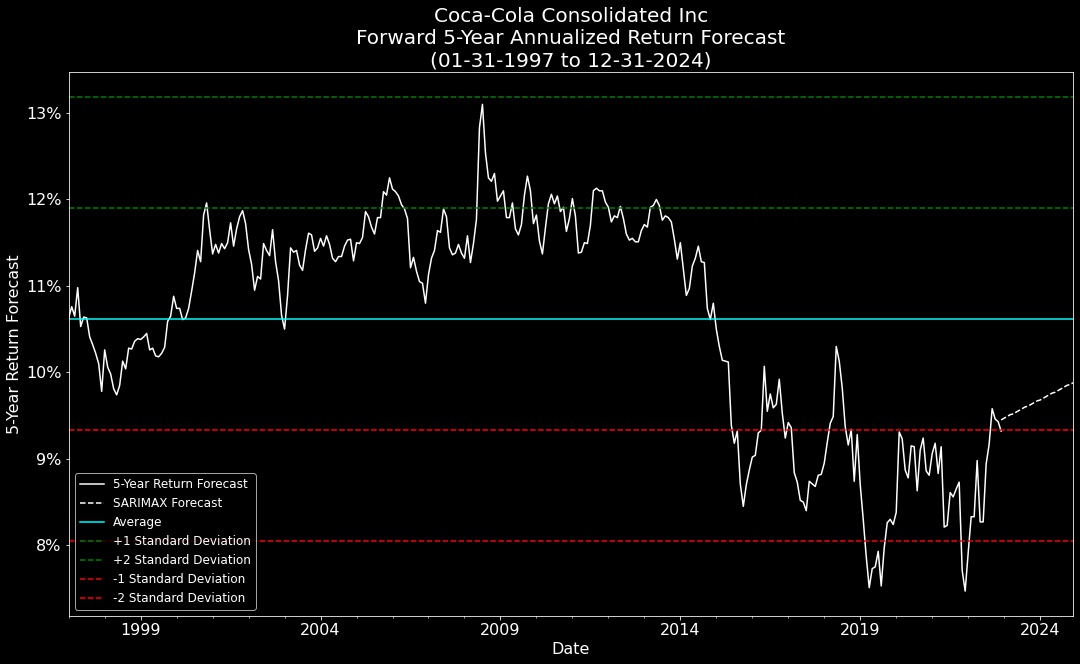 Coca-Cola Consolidated Inc
Forward 5-Year Annualized Return Forecast
(01-31-1997 to 12-31-2024)
5-Year Return Forecast
13%
12%
11%
10%
9%
8%
5-Year Return Forecast
SARIMAX Forecast
Average
+1 Standard Deviation
+2 Standard Deviation
-1 Standard Deviation
-2 Standard Deviation
1999 2004 2009 2014 2019 2024
Date